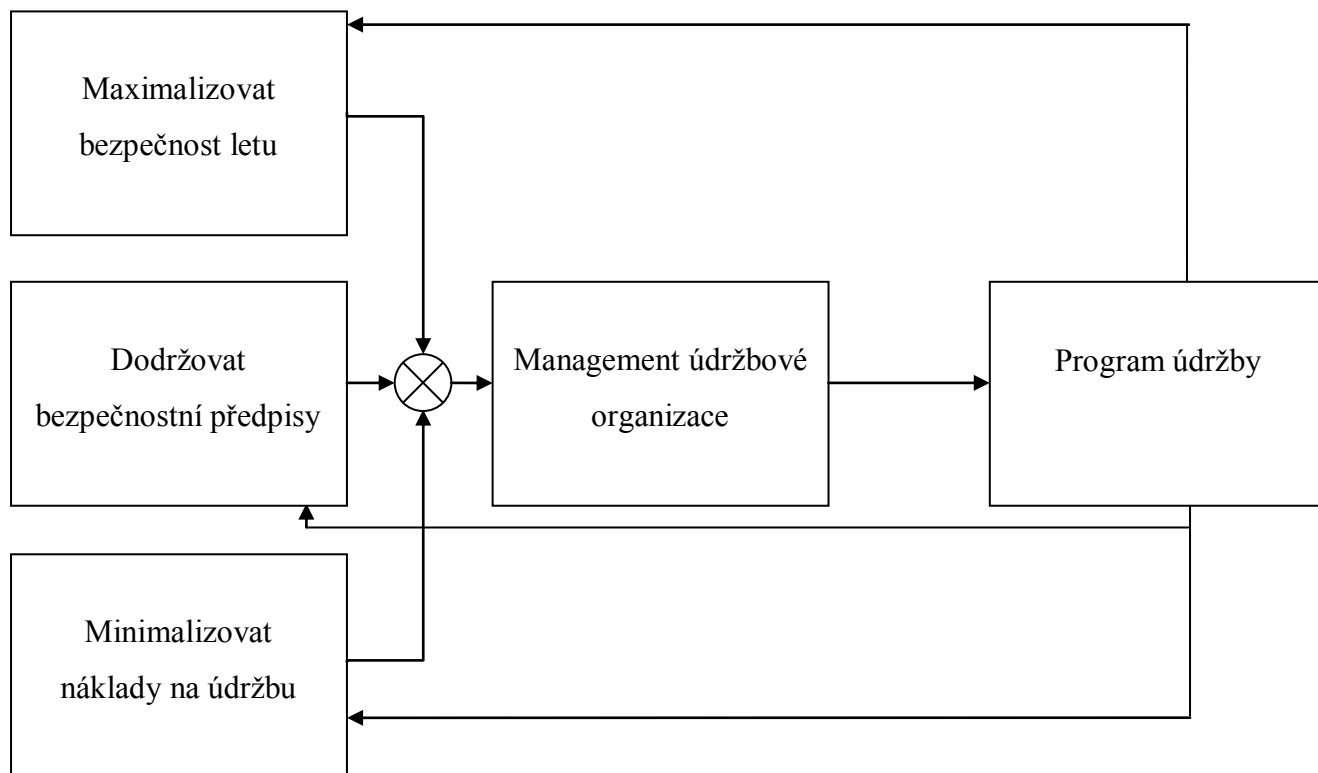 Maximalizovat
bezpečnost letu
Dodržovat
bezpečnostní předpisy
Management údržbové
organizace
Program údržby
Minimalizovat
náklady na údržbu